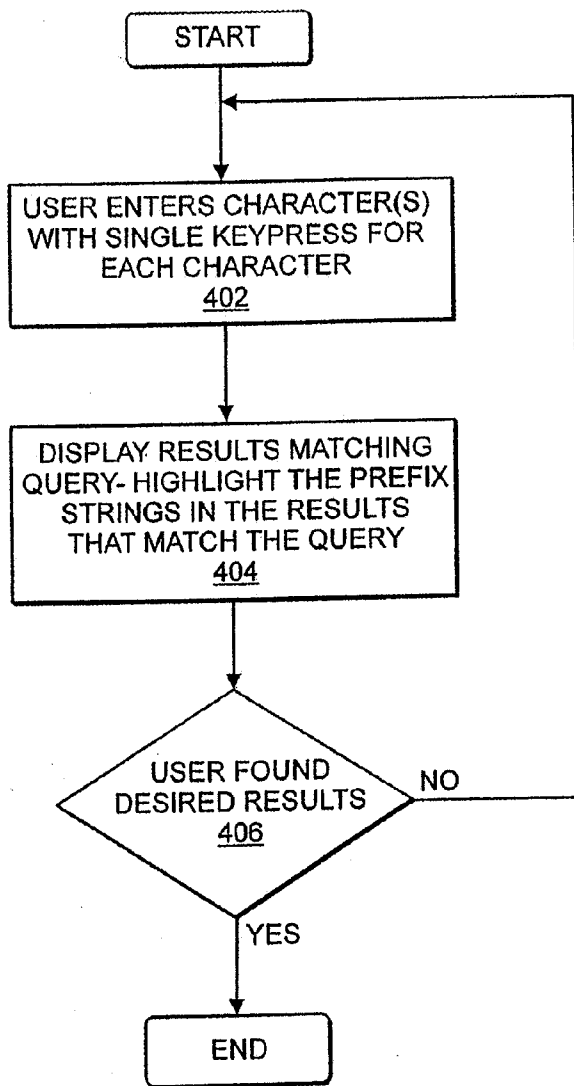 START
USER ENTERS CHARACTER(S)
WITH SINGLE KEYPRESS FOR
EACH CHARACTER
402
DISPLAY RESULTS MATCHING
QUERY- HIGHLIGHT THE PREFIX
STRINGS IN THE RESULTS
THAT MATCH THE QUERY
404
USER FOUND
DESIRED RESULTS
406
NO
YES
END